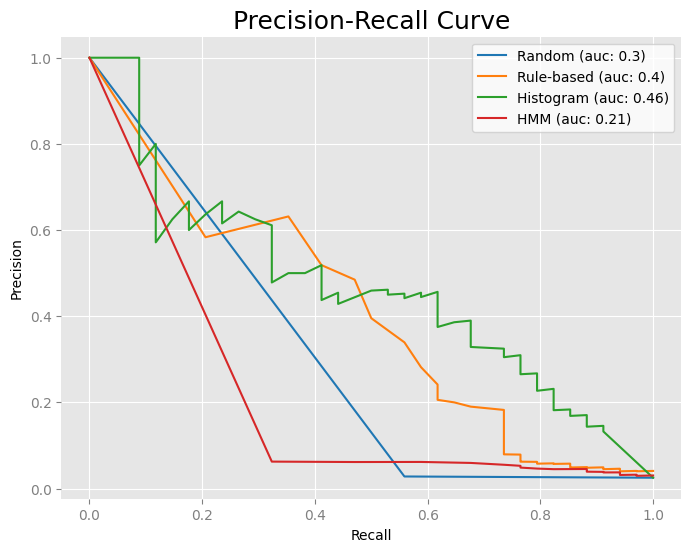 Precision-Recall Curve
Random (auc: 0.3)
Rule-based (auc: 0.4)
Histogram (auc: 0.46)
HMM (auc: 0.21)
1.0
0.8
0.6
0.4
0.2
0.0
Precision
0.0 0.2 0.4 0.6 0.8 1.0
Recall